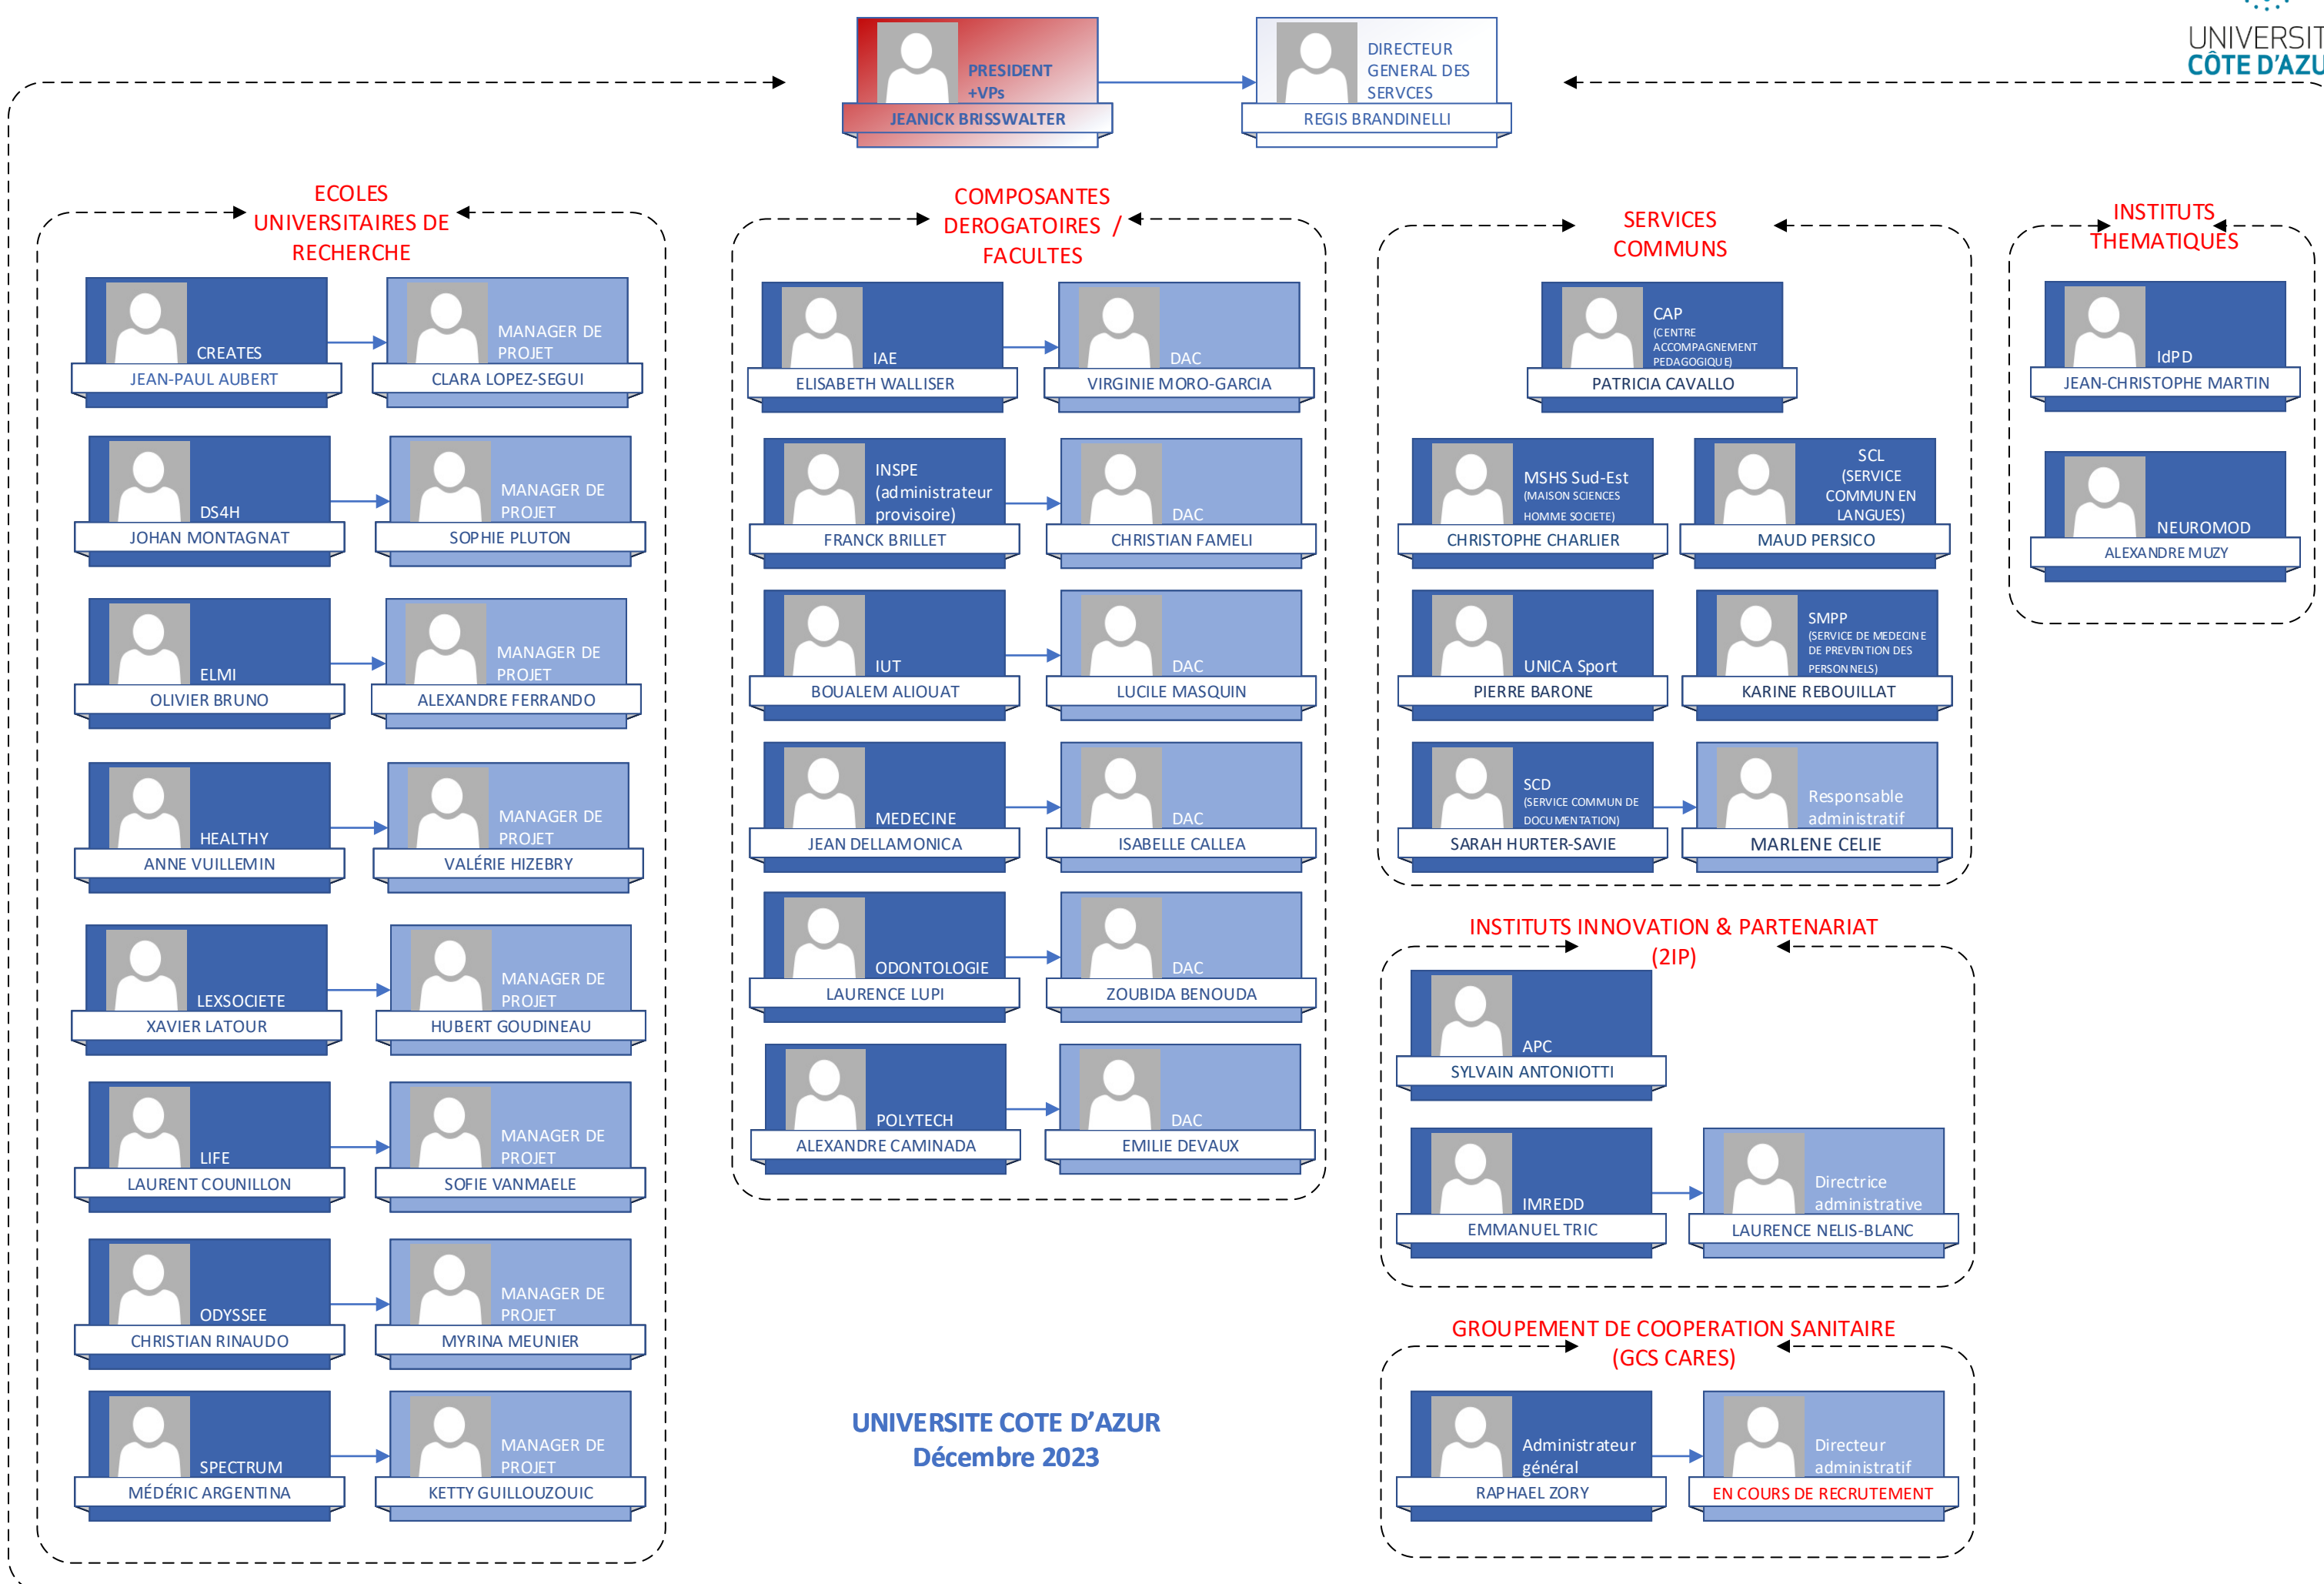 UNIVERSIT
CÔTE D'AZU
PRESIDENT
+VPs
JEANICK BRISSWALTER
DIRECTEUR
GENERAL DES
SERVCES
REGIS BRANDINELLI
ECOLES
UNIVERSITAIRES DE
RECHERCHE
CREATES
JEAN-PAUL AUBERT
MANAGER DE
PROJET
CLARA LOPEZ-SEGUI
DS4H
JOHAN MONTAGNAT
MANAGER DE
PROJET
SOPHIE PLUTON
ELMI
OLIVIER BRUNO
MANAGER DE
PROJET
ALEXANDRE FERRANDO
HEALTHY
ANNE VUILLEMIN
MANAGER DE
PROJET
VALÉRIE HIZEBRY
LEXSOCIETE
XAVIER LATOUR
MANAGER DE
PROJET
HUBERT GOUDINEAU
LIFE
LAURENT COUNILLON
MANAGER DE
PROJET
SOFIE VANMAELE
ODYSSEE
CHRISTIAN RINAUDO
MANAGER DE
PROJET
MYRINA MEUNIER
SPECTRUM
MÉDÉRIC ARGENTINA
MANAGER DE
PROJET
KETTY GUILLOUZOUIC
COMPOSANTES
DEROGATOIRES /
FACULTES
IAE
ELISABETH WALLISER
DAC
VIRGINIE MORO-GARCIA
INSPE
(administrateur
provisoire)
FRANCK BRILLET
DAC
CHRISTIAN FAMELI
IUT
BOUALEM ALIOUAT
DAC
LUCILE MASQUIN
MEDECINE
JEAN DELLAMONICA
DAC
ISABELLE CALLEA
ODONTOLOGIE
LAURENCE LUPI
DAC
ZOUBIDA BENOUDA
POLYTECH
ALEXANDRE CAMINADA
DAC
EMILIE DEVAUX
SERVICES
COMMUNS
CAP
(CENTRE
ACCOMPAGNEMENT
PEDAGOGIQUE)
PATRICIA CAVALLO
MSHS Sud-Est
(MAISON SCIENCES
HOMME SOCIETE)
CHRISTOPHE CHARLIER
SCL
(SERVICE
COMMUN EN
LANGUES)
MAUD PERSICO
UNICA Sport
PIERRE BARONE
SMPP
(SERVICE DE MEDECINE
DE PREVENTION DES
PERSONNELS)
KARINE REBOUILLAT
SCD
(SERVICE COMMUN DE
DOCUMENTATION)
SARAH HURTER-SAVIE
Responsable
administratif
MARLENE CELIE
INSTITUTS INNOVATION & PARTENARIAT
(2IP)
APC
SYLVAIN ANTONIOTTI
IMREDD
EMMANUEL TRIC
Directrice
administrative
LAURENCE NELIS-BLANC
GROUPEMENT DE COOPERATION SANITAIRE
(GCS CARES)
Administrateur
général
RAPHAEL ZORY
Directeur
administratif
EN COURS DE RECRUTEMENT
INSTITUTS
THEMATIQUES
IdPD
JEAN-CHRISTOPHE MARTIN
NEUROMOD
ALEXANDRE MUZY
UNIVERSITE COTE D'AZUR
Décembre 2023